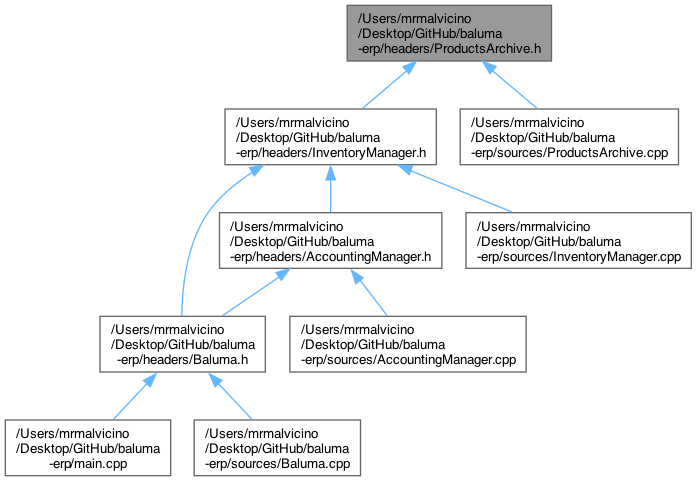 /Users/mrmalvicino
/Desktop/GitHub/baluma
-erp/headers/ProductsArchive.h
/Users/mrmalvicino
/Desktop/GitHub/baluma
-erp/headers/InventoryManager.h
/Users/mrmalvicino
/Desktop/GitHub/baluma
-erp/sources/ProductsArchive.cpp
/Users/mrmalvicino
/Desktop/GitHub/baluma
-erp/headers/AccountingManager.h
/Users/mrmalvicino
/Desktop/GitHub/baluma
-erp/sources/InventoryManager.cpp
/Users/mrmalvicino
/Desktop/GitHub/baluma
-erp/headers/Baluma.h
/Users/mrmalvicino
/Desktop/GitHub/baluma
-erp/sources/AccountingManager.cpp
/Users/mrmalvicino
/Desktop/GitHub/baluma
-erp/main.cpp
/Users/mrmalvicino
/Desktop/GitHub/baluma
-erp/sources/Baluma.cpp